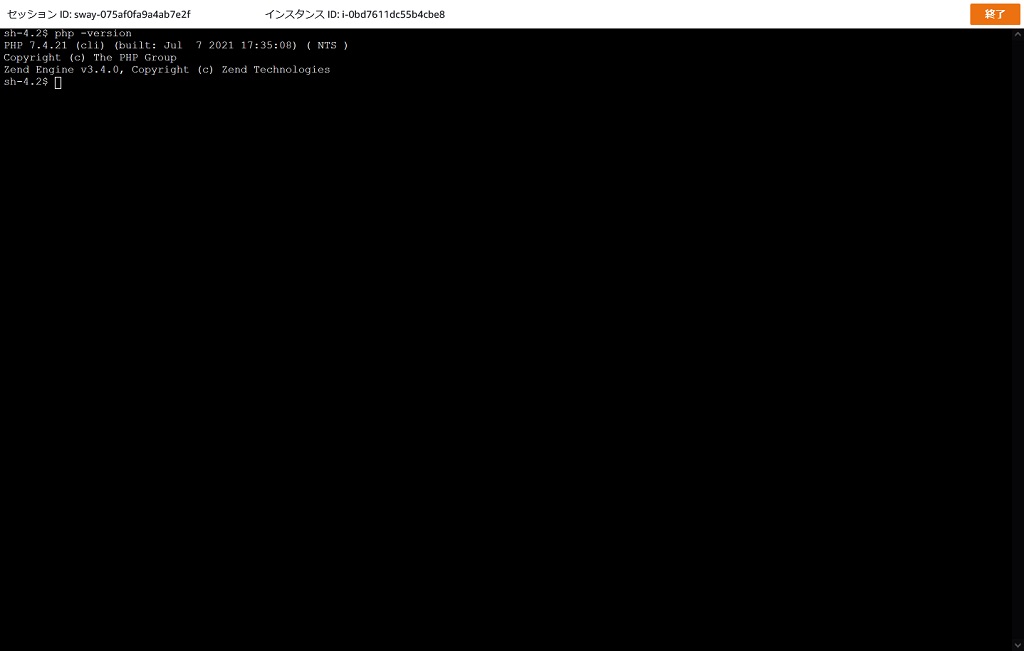 セッション ID: sway-075af0fa9a4ab7e2f インスタンス ID: i-0bd7611dc55b4cbe8 終了
sh-4.2$ php -version
PHP 7.4.21 (cli) (built: Jul  7 2021 17:35:08) ( NTS )
Copyright (c) The PHP Group
Zend Engine v3.4.0, Copyright (c) Zend Technologies
sh-4.2$